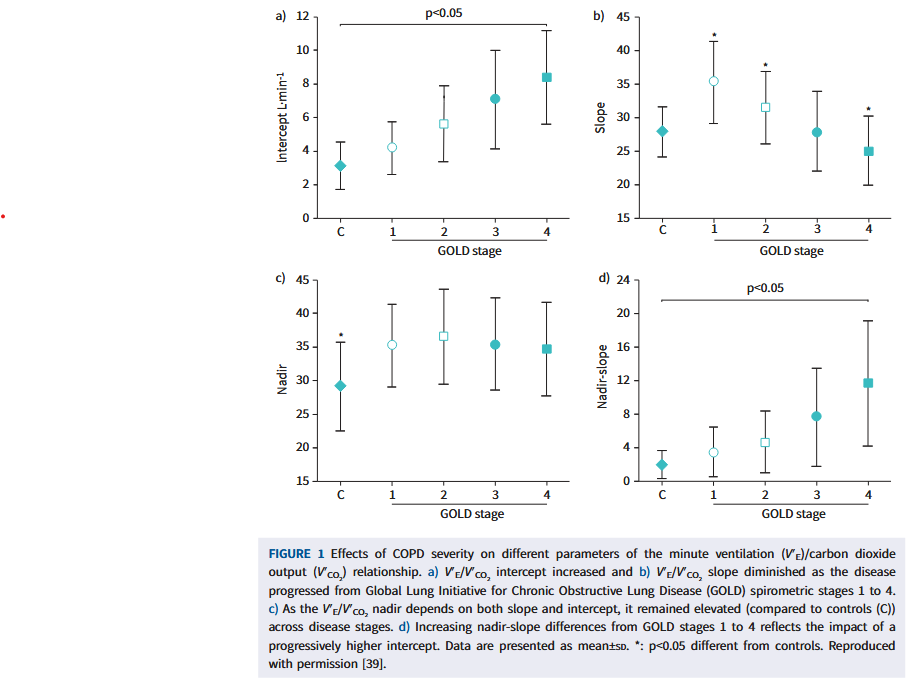 a)
12
10
8
6
4
2
0
Intercept L·min⁻¹
p<0.05
C 1 2 3 4
GOLD stage
b)
45
40
35
30
25
20
15
Slope
*
*
*
C 1 2 3 4
GOLD stage
c)
45
40
35
30
25
20
15
Nadir
*
C 1 2 3 4
GOLD stage
d)
24
20
16
12
8
4
0
Nadir-slope
p<0.05
C 1 2 3 4
GOLD stage
FIGURE 1 Effects of COPD severity on different parameters of the minute ventilation (V′E)/carbon dioxide
output (V′CO₂) relationship. a) V′E/V′CO₂ intercept increased and b) V′E/V′CO₂ slope diminished as the disease
progressed from Global Lung Initiative for Chronic Obstructive Lung Disease (GOLD) spirometric stages 1 to 4.
c) As the V′E/V′CO₂ nadir depends on both slope and intercept, it remained elevated (compared to controls (C))
across disease stages. d) Increasing nadir-slope differences from GOLD stages 1 to 4 reflects the impact of a
progressively higher intercept. Data are presented as mean±SD. *: p<0.05 different from controls. Reproduced
with permission [39].